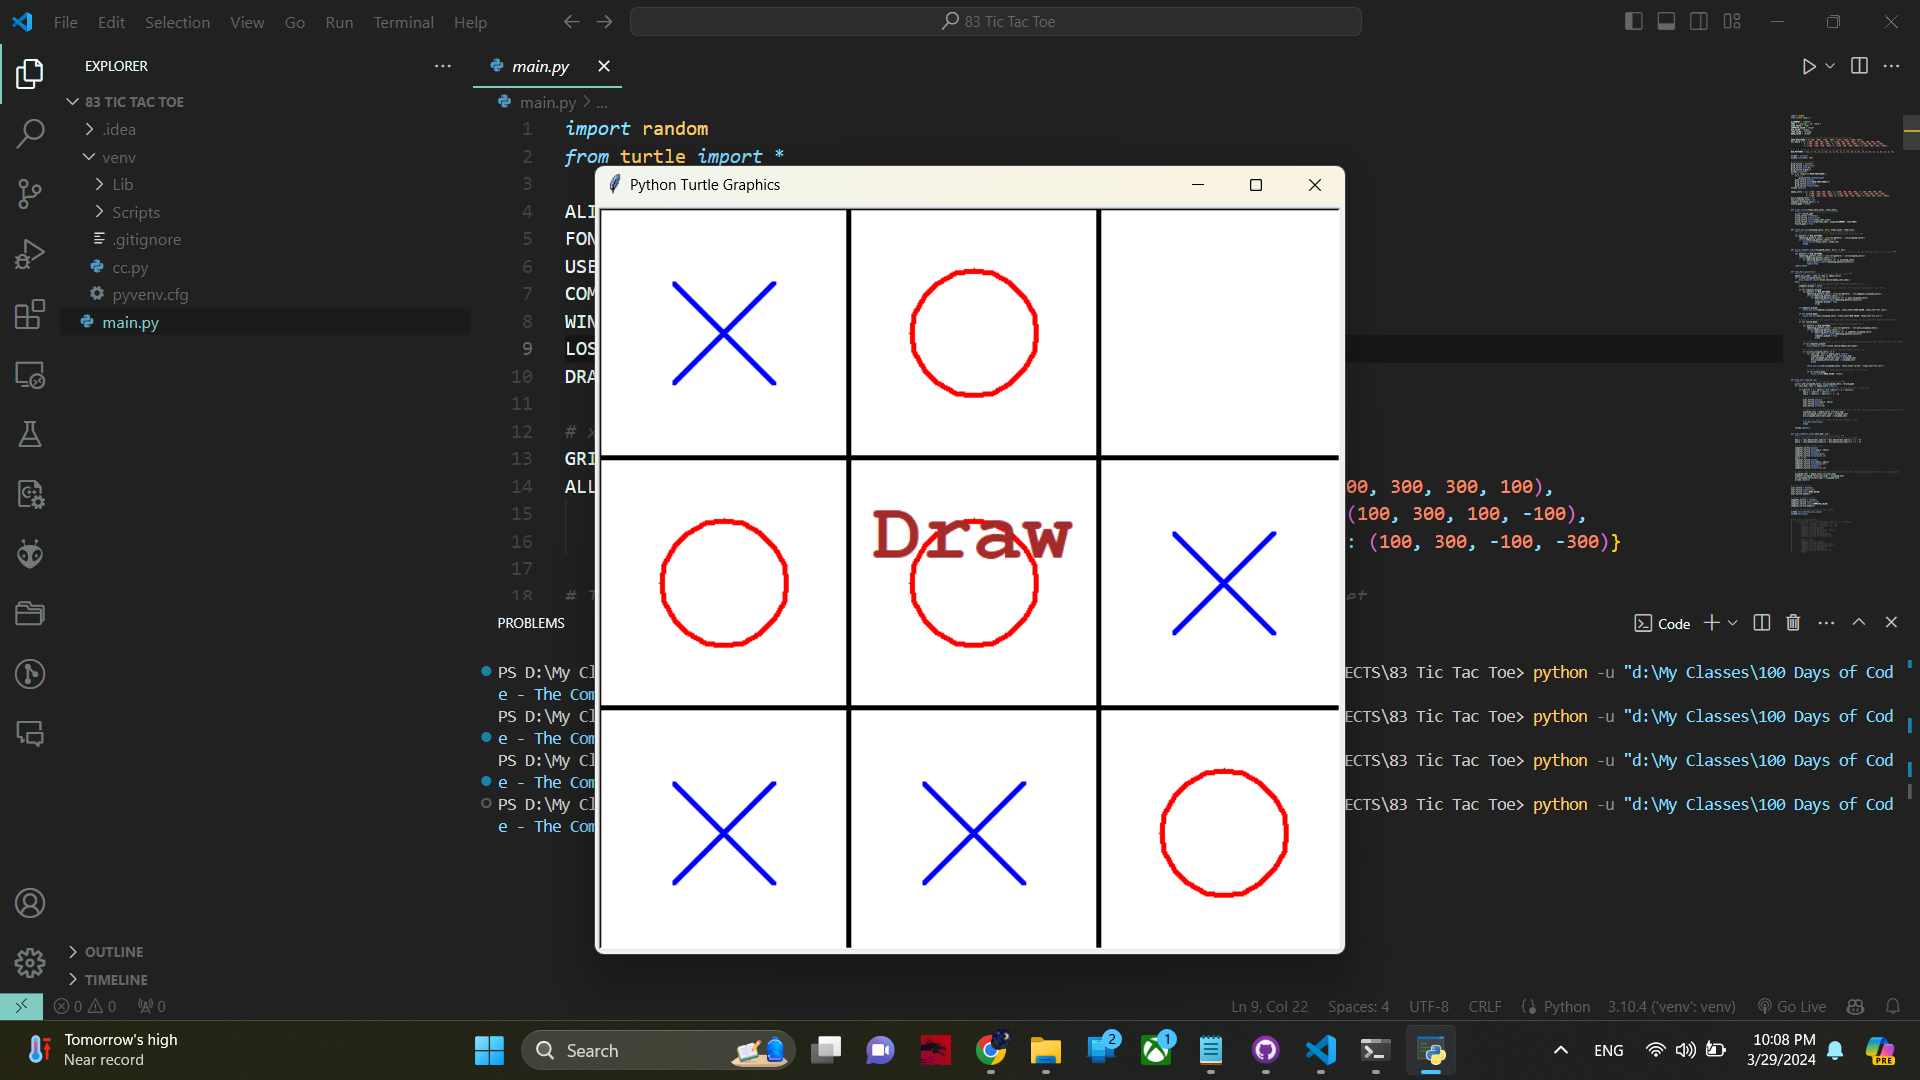 File Edit Selection View Go Run Terminal Help
83 Tic Tac Toe
EXPLORER
83 TIC TAC TOE
.idea
venv
Lib
Scripts
.gitignore
cc.py
pyvenv.cfg
main.py
OUTLINE
TIMELINE
main.py
main.py > ...
1 import random
2 from turtle import *
3
4 ALI
5 FON
6 USE
7 COM
8 WIN
9 LOS
10 DRA
11
12 # x
13 GRI
14 ALL 00, 300, 300, 100),
15 (100, 300, 100, -100),
16 : (100, 300, -100, -300)}
17
18 #
Python Turtle Graphics
Draw
PROBLEMS
Code
PS D:\My Cl ECTS\83 Tic Tac Toe> python -u "d:\My Classes\100 Days of Cod
e - The Com
PS D:\My Cl ECTS\83 Tic Tac Toe> python -u "d:\My Classes\100 Days of Cod
e - The Com
PS D:\My Cl ECTS\83 Tic Tac Toe> python -u "d:\My Classes\100 Days of Cod
e - The Com
PS D:\My Cl ECTS\83 Tic Tac Toe> python -u "d:\My Classes\100 Days of Cod
e - The Com
0 0 0
Ln 9, Col 22 Spaces: 4 UTF-8 CRLF Python 3.10.4 ('venv': venv) Go Live
Tomorrow's high
Near record
Search
2
1
ENG
10:08 PM
3/29/2024
PRE